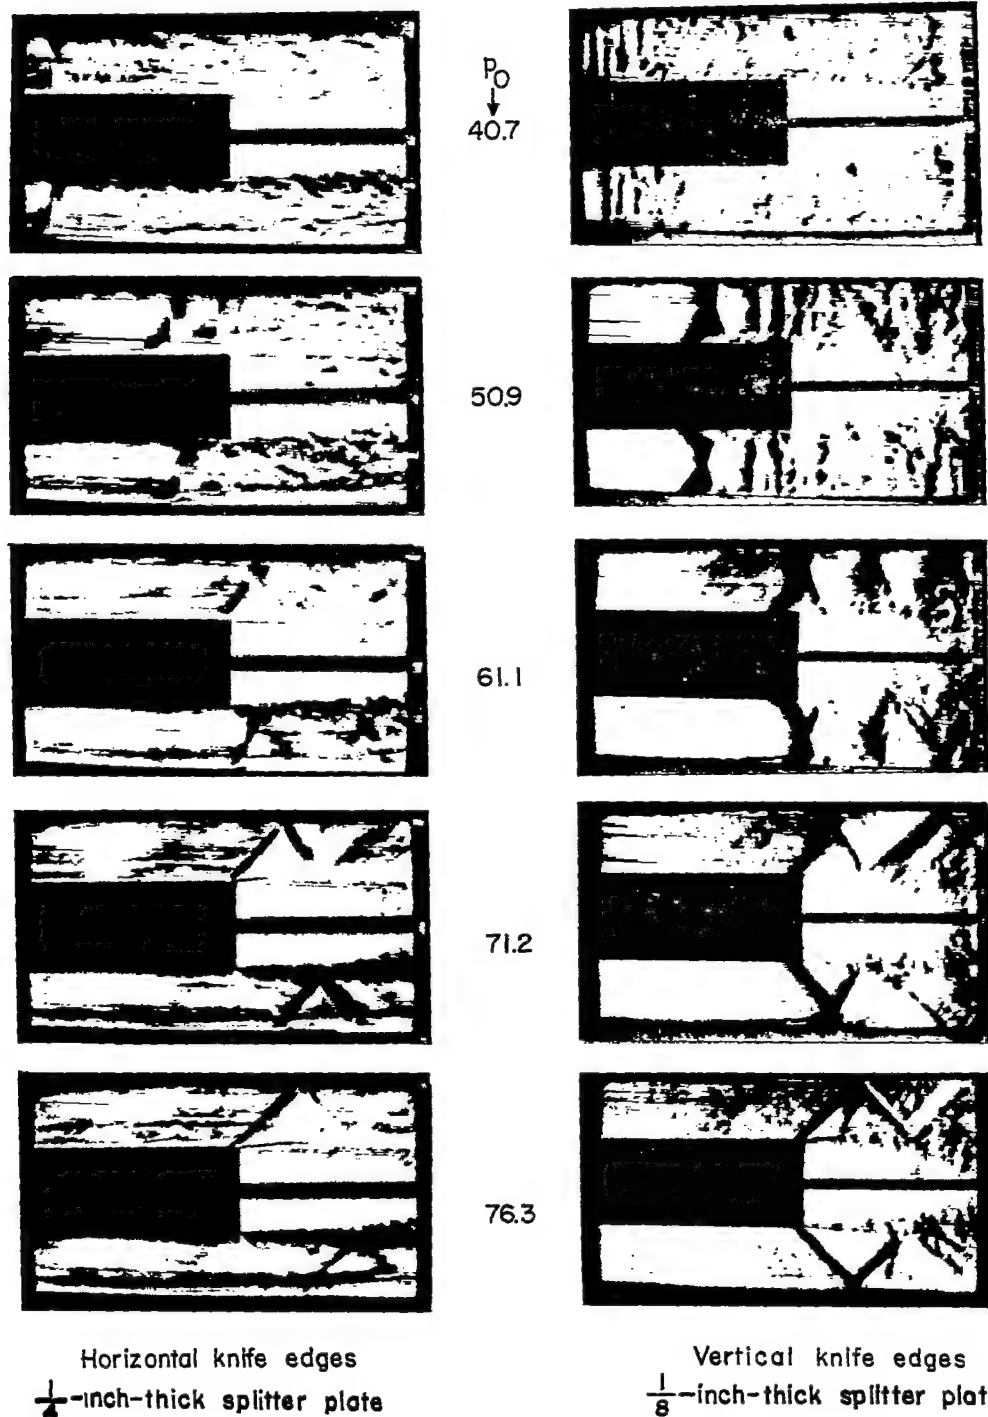 p₀
40.7
50.9
61.1
71.2
76.3
Horizontal knife edges
1/4-inch-thick splitter plate
Vertical knife edges
1/8-inch-thick splitter plat